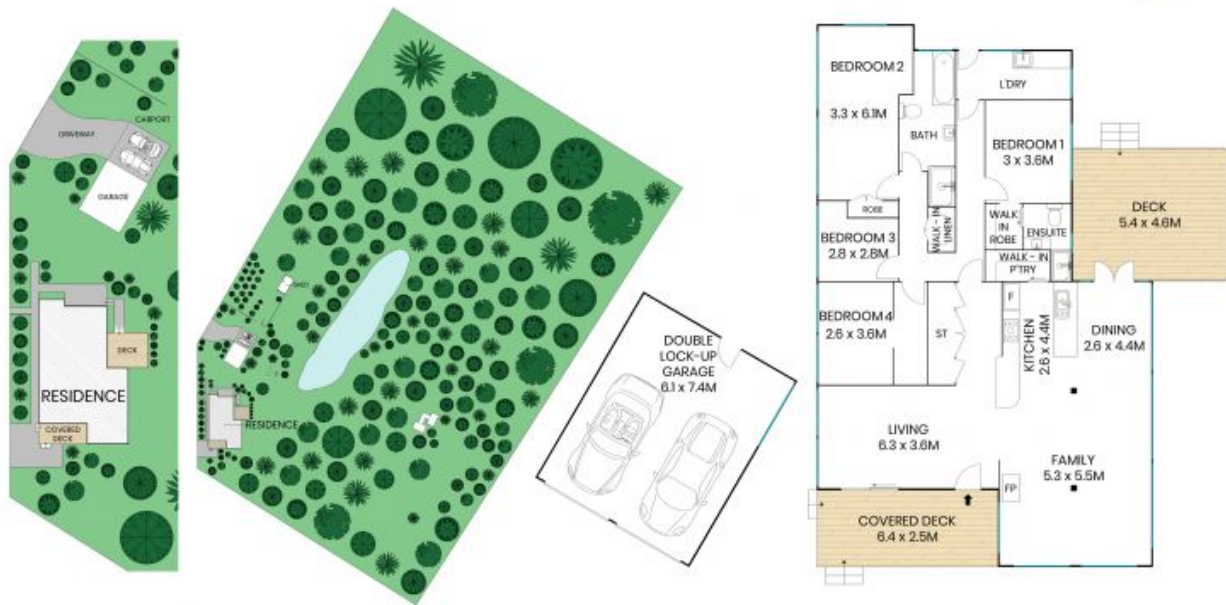 CARPORT
DRIVEWAY
GARAGE
DECK
RESIDENCE
COVERED
DECK
SHED
RESIDENCE
DOUBLE
LOCK-UP
GARAGE
6.1 x 7.4M
BEDROOM 2
3.3 x 6.1M
BATH
L'DRY
BEDROOM 1
3 x 3.6M
DECK
5.4 x 4.6M
ROBE
WALK - IN
LINEN
WALK
IN
ROBE
ENSUITE
BEDROOM 3
2.8 x 2.8M
WALK - IN
P'TRY
F
BEDROOM 4
2.6 x 3.6M
ST
KITCHEN
2.6 x 4.4M
DINING
2.6 x 4.4M
LIVING
6.3 x 3.6M
FAMILY
5.3 x 5.5M
FP
COVERED DECK
6.4 x 2.5M